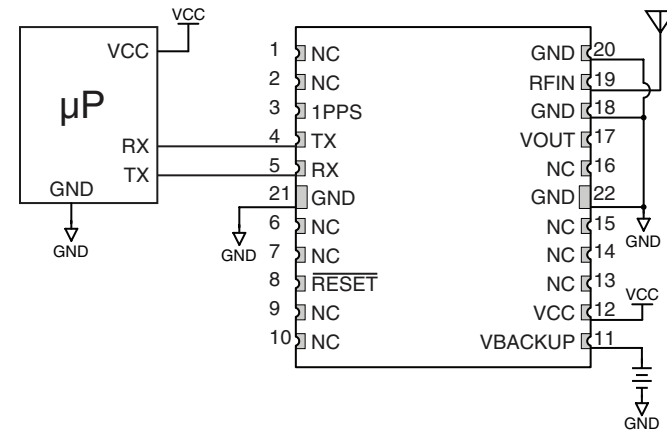 VCC
VCC
µP
RX
TX
GND
GND
1 NC
2 NC
3 1PPS
4 TX
5 RX
21 GND
GND
6 NC
7 NC
8 RESET
9 NC
10 NC
GND 20
RFIN 19
GND 18
VOUT 17
NC 16
GND 22
GND
NC 15
NC 14
NC 13
VCC
VCC 12
VBACKUP 11
GND